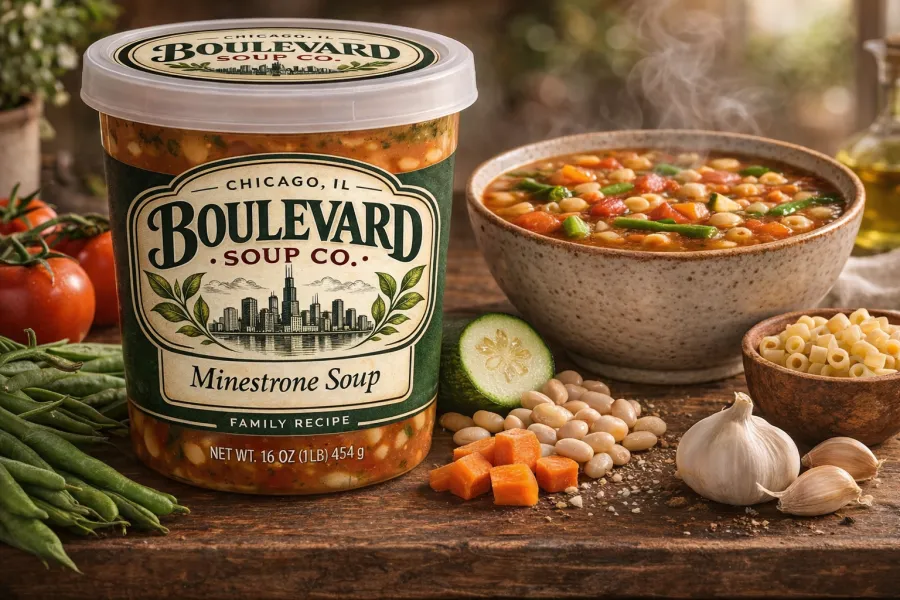 CHICAGO, IL
BOULEVARD
SOUP CO.
CHICAGO, IL
BOULEVARD
• SOUP CO. •
Minestrone Soup
FAMILY RECIPE
NET WT. 16 OZ (1LB) 454 g